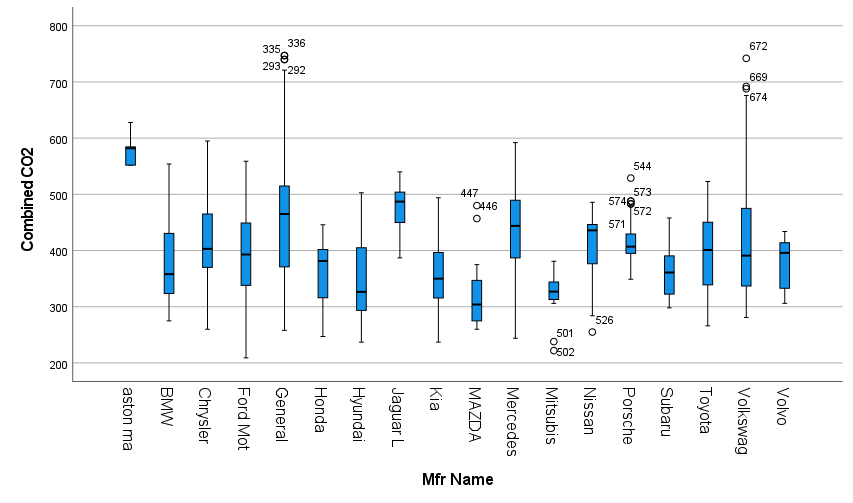 800
700
600
500
400
300
200
Combined CO2
335 336
293 292
672
669
674
544
573
574
572
571
447
446
526
501
502
aston ma
BMW
Chrysler
Ford Mot
General
Honda
Hyundai
Jaguar L
Kia
MAZDA
Mercedes
Mitsubis
Nissan
Porsche
Subaru
Toyota
Volkswag
Volvo
Mfr Name